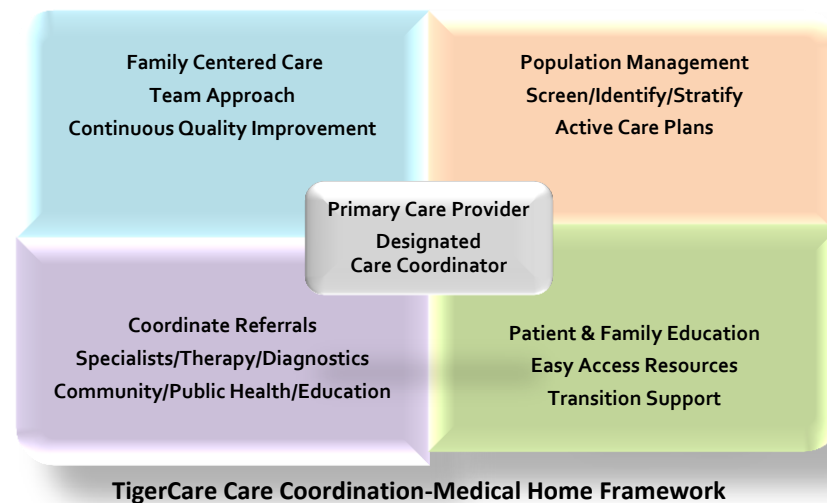 Family Centered Care
Team Approach
Continuous Quality Improvement
Population Management
Screen/Identify/Stratify
Active Care Plans
Primary Care Provider
Designated
Care Coordinator
Coordinate Referrals
Specialists/Therapy/Diagnostics
Community/Public Health/Education
Patient & Family Education
Easy Access Resources
Transition Support
TigerCare Care Coordination-Medical Home Framework